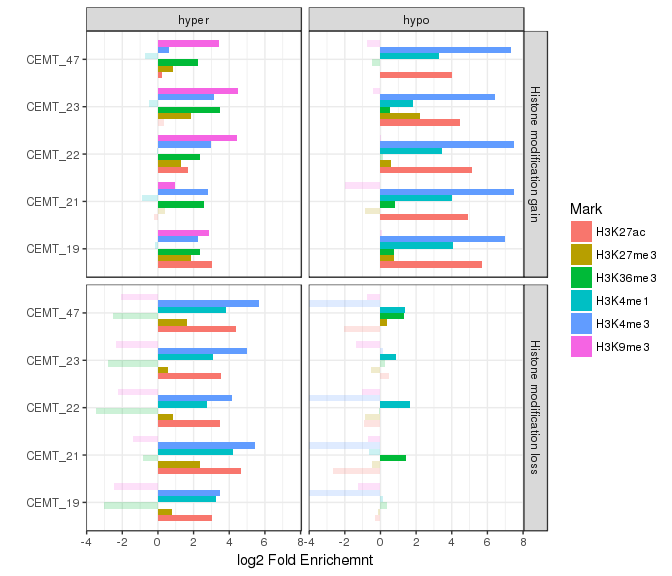 hyper hypo
CEMT_47
CEMT_23
CEMT_22
CEMT_21
CEMT_19
Histone modification gain
CEMT_47
CEMT_23
CEMT_22
CEMT_21
CEMT_19
Histone modification loss
-4 -2 0 2 4 6 8 -4 -2 0 2 4 6 8
log2 Fold Enrichemnt
Mark
H3K27ac
H3K27me3
H3K36me3
H3K4me1
H3K4me3
H3K9me3